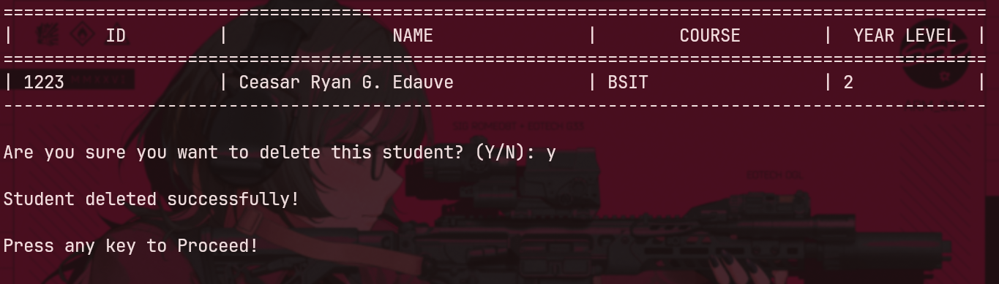 ================================================================================================
|         ID         |                NAME               |        COURSE        |  YEAR LEVEL  |
================================================================================================
| 1223               | Ceasar Ryan G. Edauve             | BSIT                 | 2            |
------------------------------------------------------------------------------------------------
Are you sure you want to delete this student? (Y/N): y
Student deleted successfully!
Press any key to Proceed!